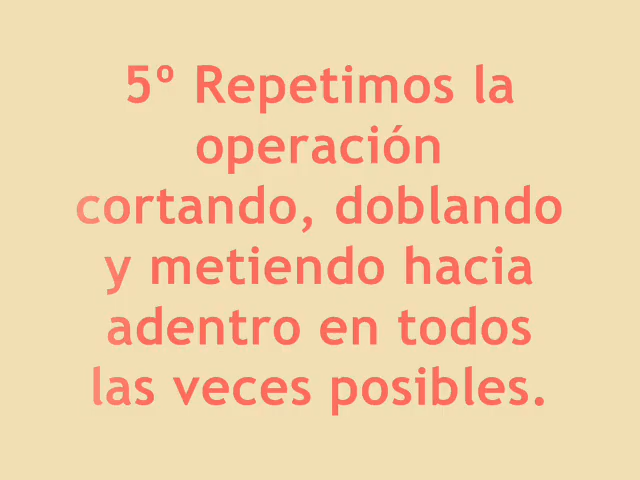 5º Repetimos la
operación
cortando, doblando
y metiendo hacia
adentro en todos
las veces posibles.